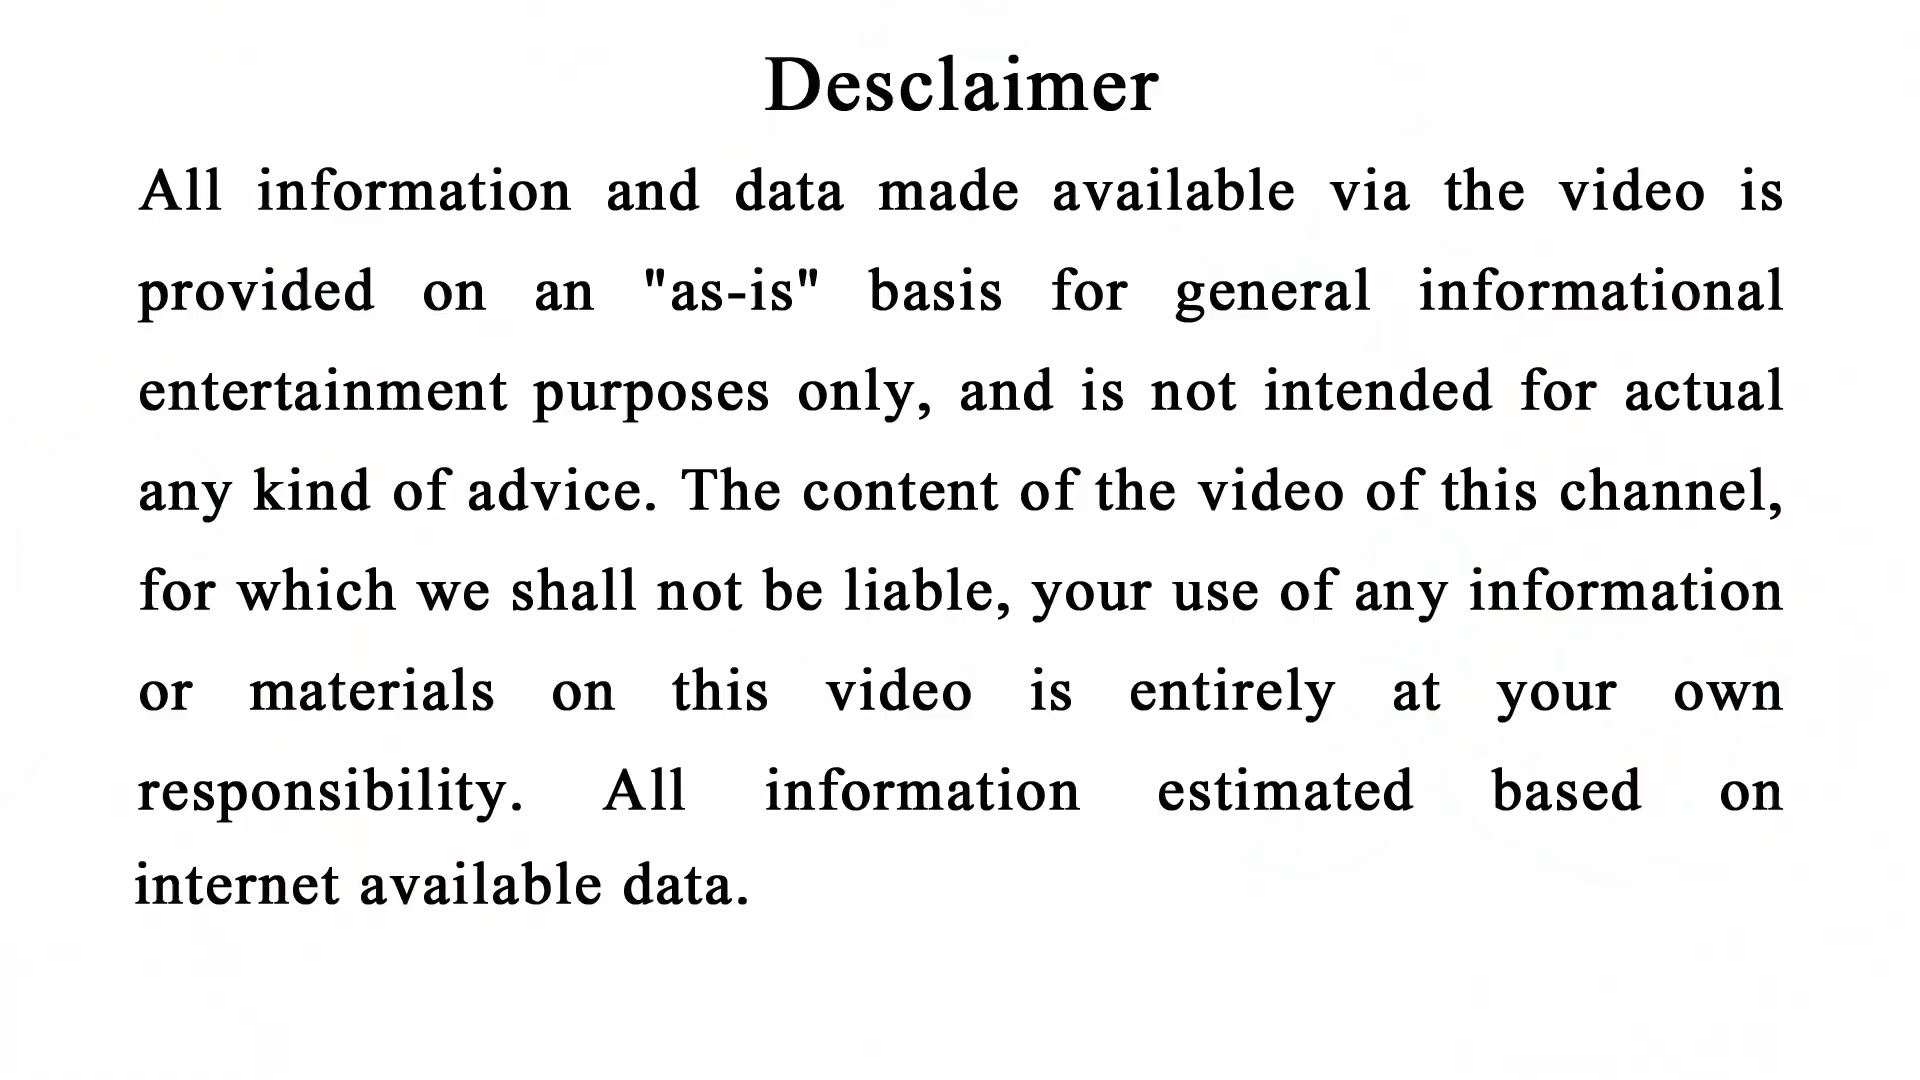 Desclaimer
All information and data made available via the video is
provided on an "as-is" basis for general informational
entertainment purposes only, and is not intended for actual
any kind of advice. The content of the video of this channel,
for which we shall not be liable, your use of any information
or materials on this video is entirely at your own
responsibility. All information estimated based on
internet available data.